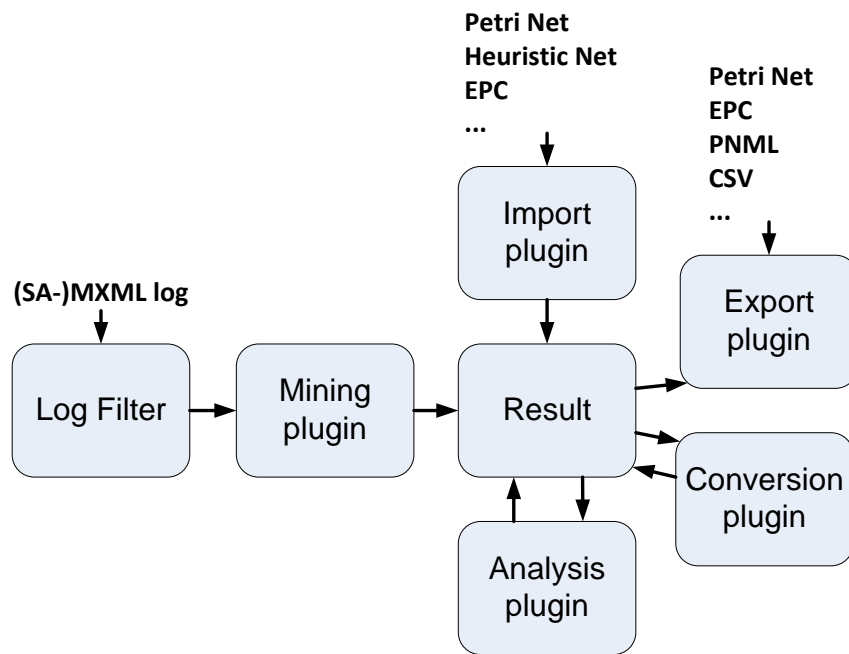 Petri Net
Heuristic Net
EPC
...
Petri Net
EPC
PNML
CSV
...
Import
plugin
(SA-)MXML log
Export
plugin
Log Filter
Mining
plugin
Result
Conversion
plugin
Analysis
plugin